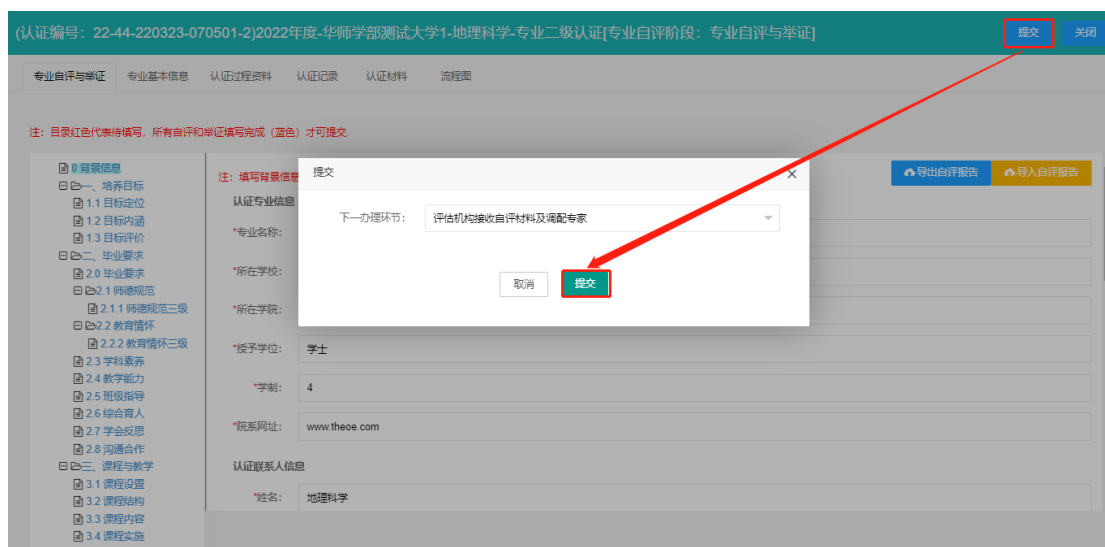 (认证编号：22-44-220323-070501-2)2022年度-华师学部测试大学1-地理科学-专业二级认证[专业自评阶段：专业自评与举证]
提交 关闭
专业自评与举证 专业基本信息 认证过程资料 认证记录 认证材料 流程图
注：目录红色代表待填写，所有自评和举证填写完成（蓝色）才可提交
0 背景信息
一、培养目标
1.1 目标定位
1.2 目标内涵
1.3 目标评价
二、毕业要求
2.0 毕业要求
2.1 师德规范
2.1.1 师德规范三级
2.2 教育情怀
2.2.2 教育情怀三级
2.3 学科素养
2.4 教学能力
2.5 班级指导
2.6 综合育人
2.7 学会反思
2.8 沟通合作
三、课程与教学
3.1 课程设置
3.2 课程结构
3.3 课程内容
3.4 课程实施
注：填写背景信息
导出自评报告 导入自评报告
认证专业信息
*专业名称:
*所在学校:
*所在学院:
*授予学位: 学士
*学制: 4
*院系网址: www.theoe.com
认证联系人信息
*姓名: 地理科学
提交
×
下一办理环节: 评估机构接收自评材料及调配专家
取消 提交